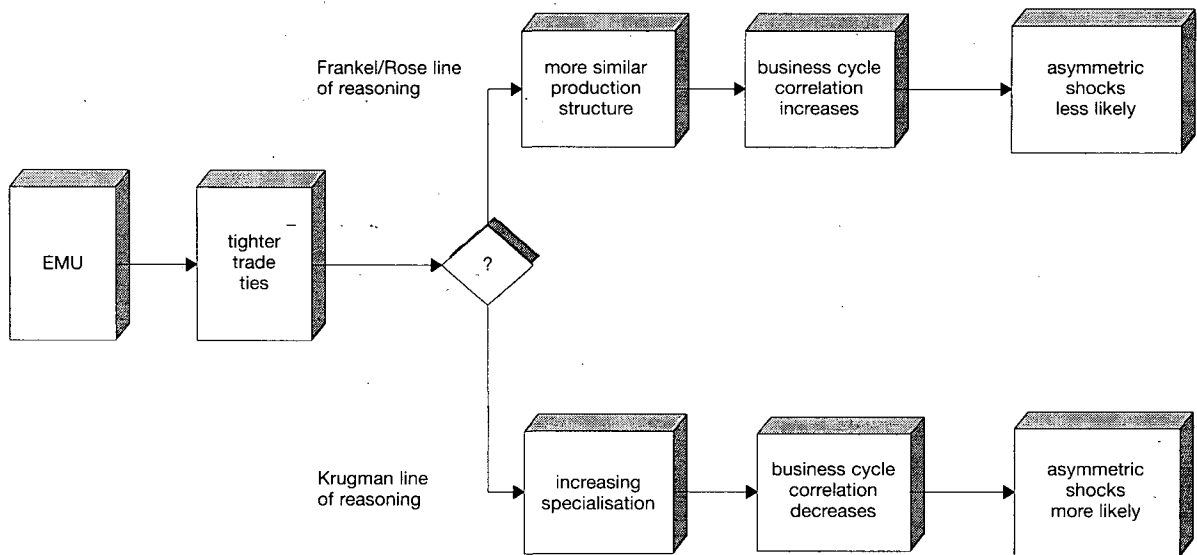 Frankel/Rose line
of reasoning
more similar
production
structure
business cycle
correlation
increases
asymmetric
shocks
less likely
EMU
tighter
trade
ties
?
Krugman line
of reasoning
increasing
specialisation
business cycle
correlation
decreases
asymmetric
shocks
more likely